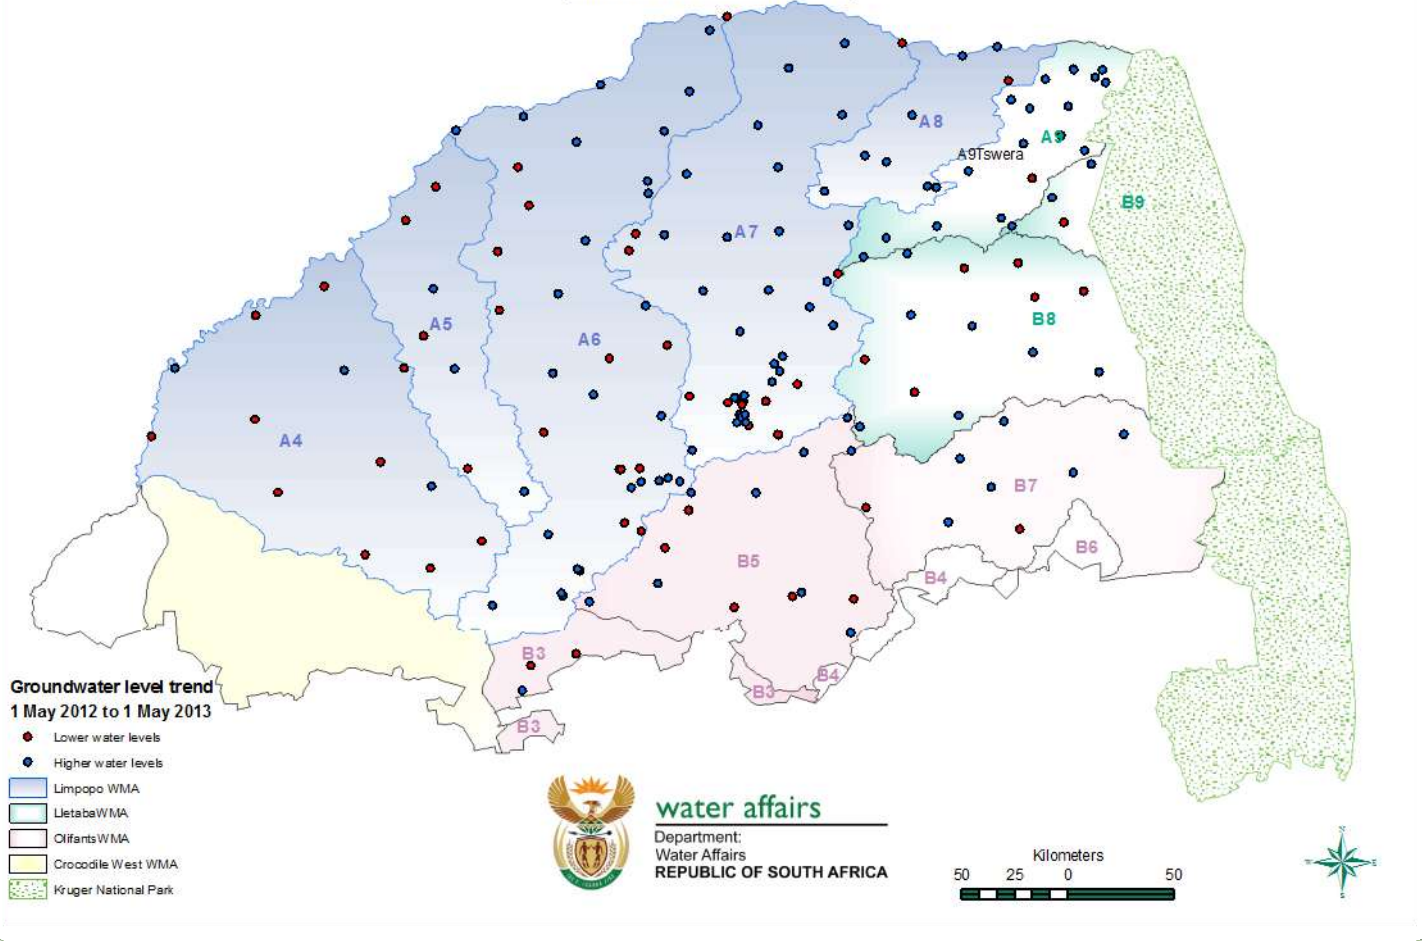 A8
A9
A9Tswera
B9
A7
A5
A6
B8
A4
B7
B6
B5
B4
B3
B4
B3
B3
Groundwater level trend
1 May 2012 to 1 May 2013
Lower water levels
Higher water levels
Limpopo WMA
LletabaWMA
OlifantsWMA
Crocodile West WMA
Kruger National Park
water affairs
Department:
Water Affairs
REPUBLIC OF SOUTH AFRICA
Kilometers
50 25 0 50
N
E
S